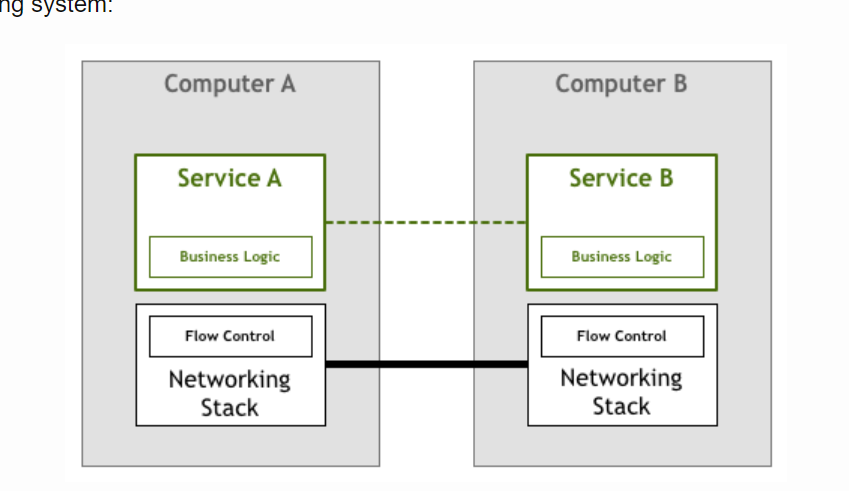 ng system:
Computer A
Computer B
Service A
Service B
Business Logic
Business Logic
Flow Control
Flow Control
Networking
Stack
Networking
Stack